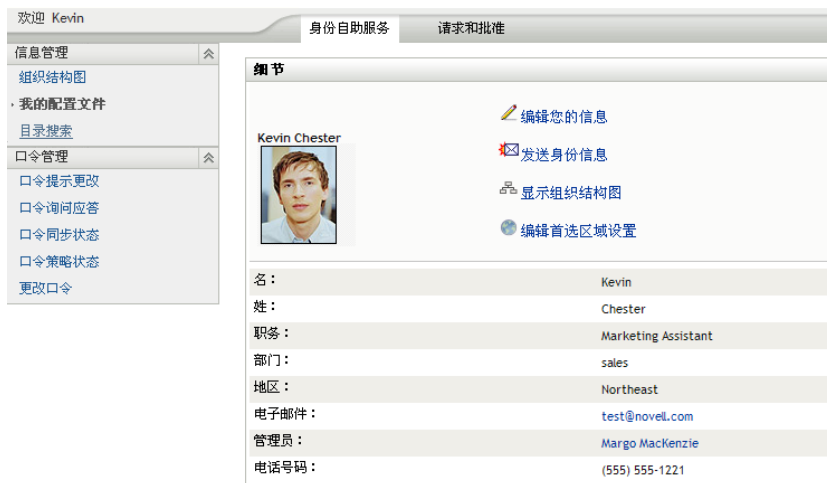 欢迎 Kevin
身份自助服务
请求和批准
信息管理
组织结构图
我的配置文件
目录搜索
口令管理
口令提示更改
口令询问应答
口令同步状态
口令策略状态
更改口令
细节
Kevin Chester
编辑您的信息
发送身份信息
显示组织结构图
编辑首选区域设置
名： Kevin
姓： Chester
职务： Marketing Assistant
部门： sales
地区： Northeast
电子邮件： test@novell.com
管理员： Margo MacKenzie
电话号码： (555) 555-1221